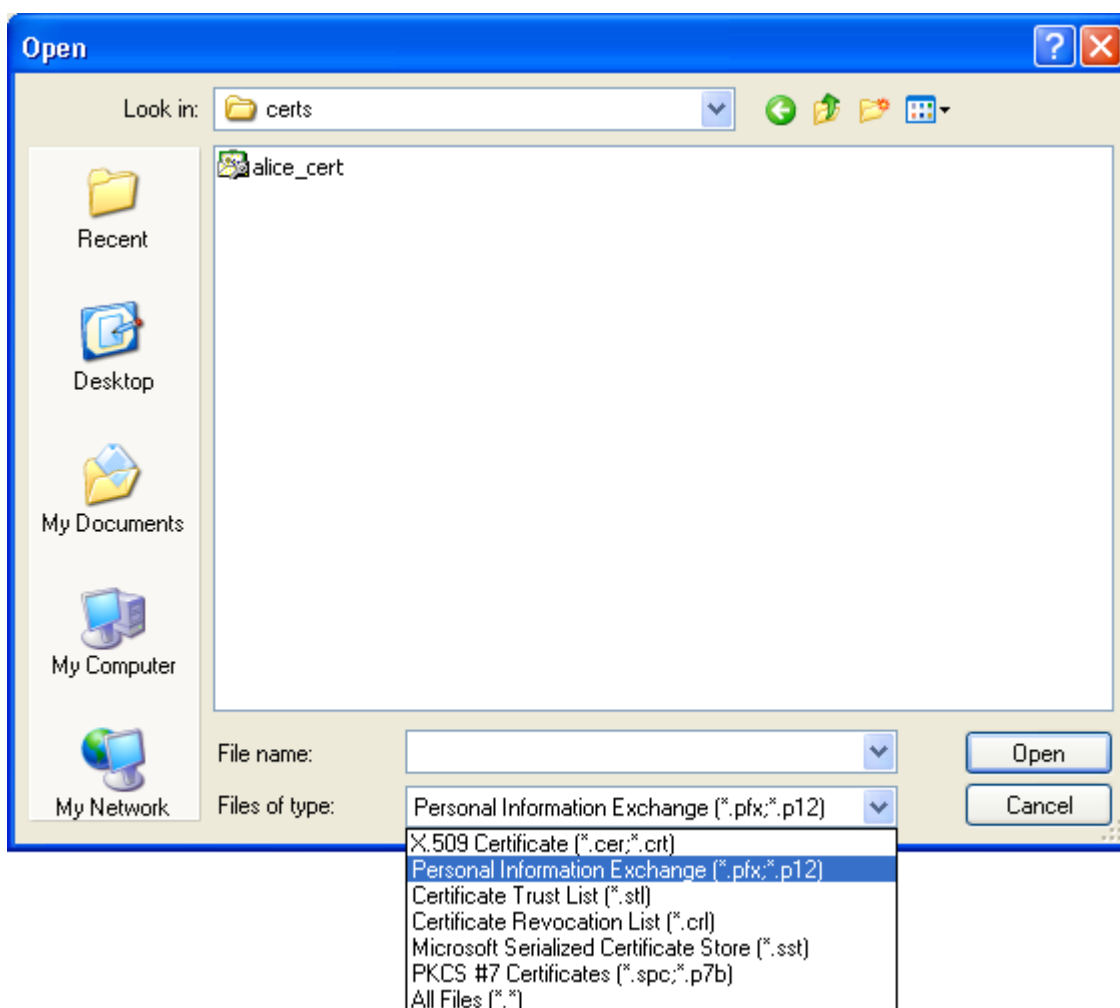 Open
Look in: certs
alice_cert
Recent
Desktop
My Documents
My Computer
My Network
File name:
Open
Files of type: Personal Information Exchange (*.pfx;*.p12)
Cancel
X.509 Certificate (*.cer;*.crt)
Personal Information Exchange (*.pfx;*.p12)
Certificate Trust List (*.stl)
Certificate Revocation List (*.crl)
Microsoft Serialized Certificate Store (*.sst)
PKCS #7 Certificates (*.spc;*.p7b)
All Files (*.*)